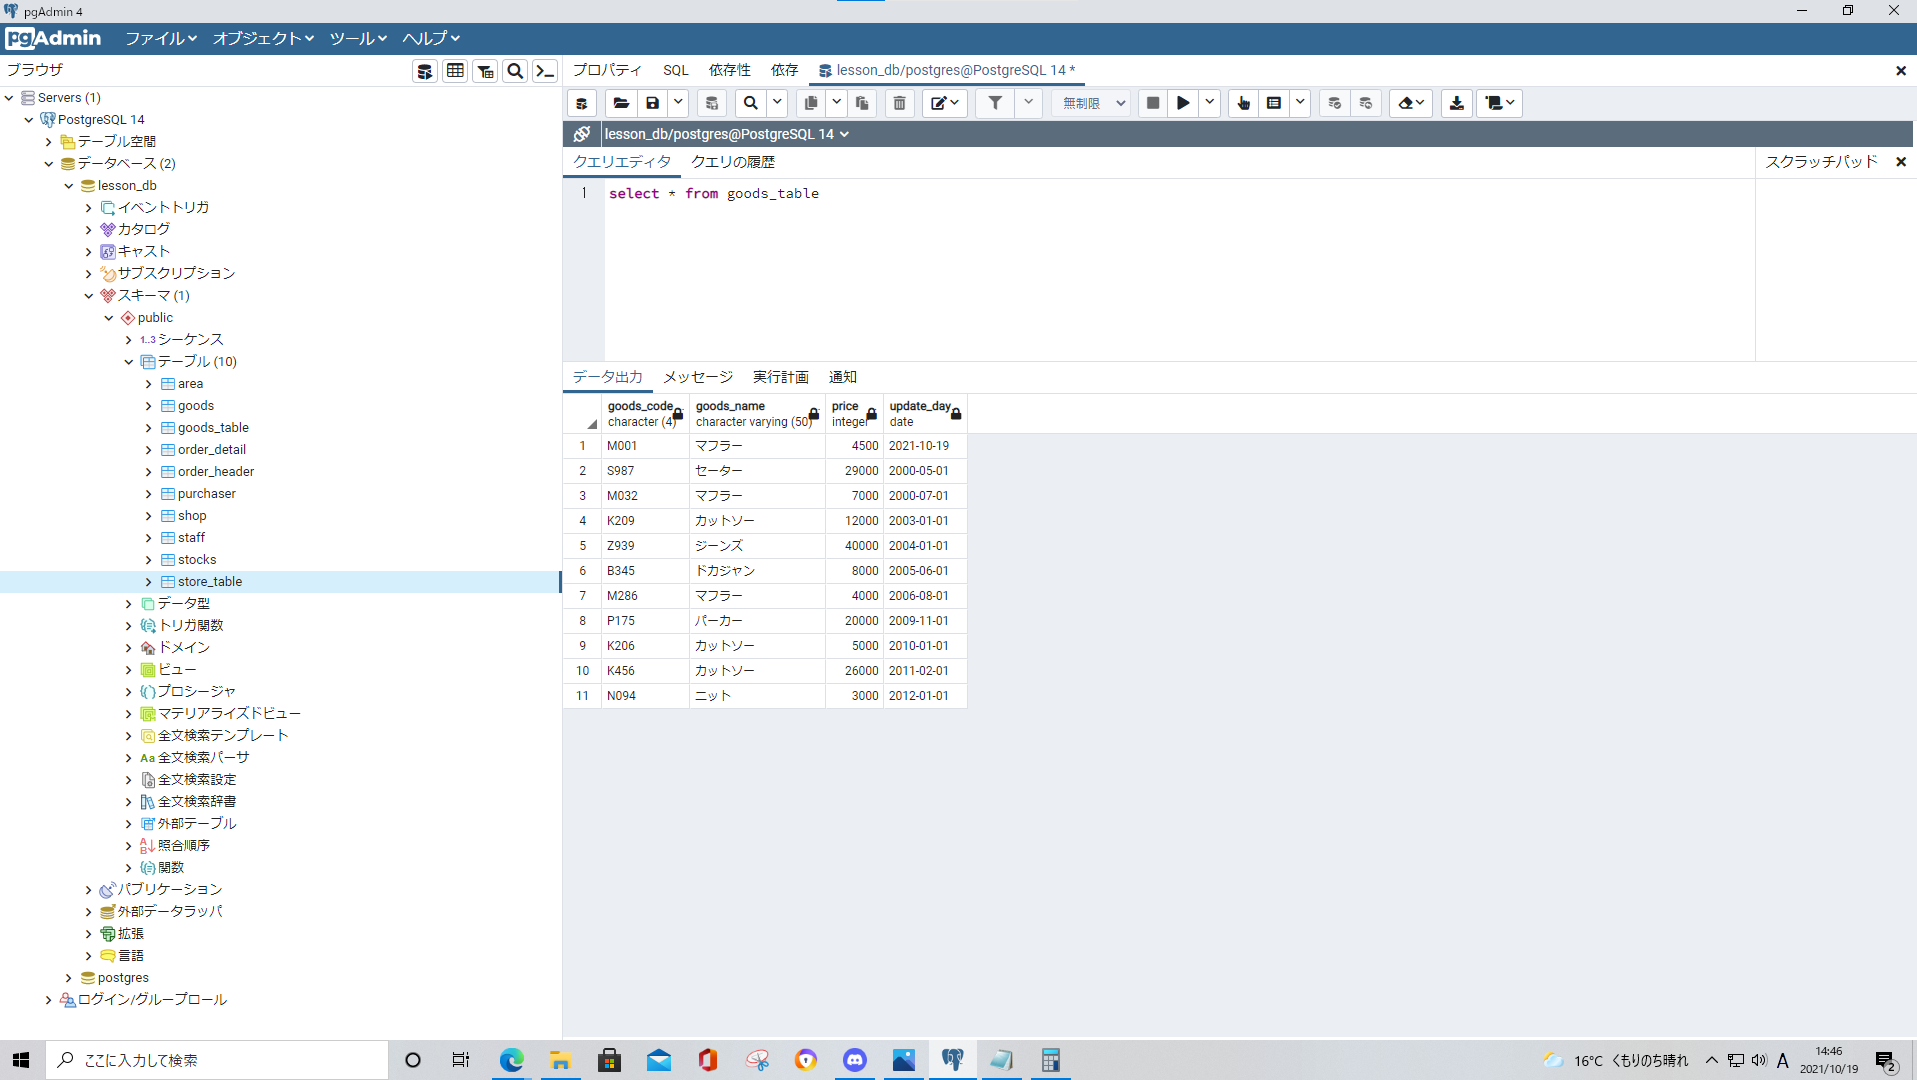 pgAdmin 4
pgAdmin ファイル オブジェクト ツール ヘルプ
ブラウザ
プロパティ SQL 依存性 依存 lesson_db/postgres@PostgreSQL 14 *
無制限
lesson_db/postgres@PostgreSQL 14
クエリエディタ クエリの履歴
スクラッチパッド
1 select * from goods_table
Servers (1)
PostgreSQL 14
テーブル空間
データベース (2)
lesson_db
イベントトリガ
カタログ
キャスト
サブスクリプション
スキーマ (1)
public
1..3 シーケンス
テーブル (10)
area
goods
goods_table
order_detail
order_header
purchaser
shop
staff
stocks
store_table
データ型
トリガ関数
ドメイン
ビュー
プロシージャ
マテリアライズドビュー
全文検索テンプレート
Aa 全文検索パーサ
全文検索設定
全文検索辞書
外部テーブル
照合順序
関数
パブリケーション
外部データラッパ
拡張
言語
postgres
ログイン/グループロール
データ出力 メッセージ 実行計画 通知
goods_code goods_name price update_day
character (4) character varying (50) integer date
1 M001 マフラー 4500 2021-10-19
2 S987 セーター 29000 2000-05-01
3 M032 マフラー 7000 2000-07-01
4 K209 カットソー 12000 2003-01-01
5 Z939 ジーンズ 40000 2004-01-01
6 B345 ドカジャン 8000 2005-06-01
7 M286 マフラー 4000 2006-08-01
8 P175 パーカー 20000 2009-11-01
9 K206 カットソー 5000 2010-01-01
10 K456 カットソー 26000 2011-02-01
11 N094 ニット 3000 2012-01-01
ここに入力して検索
16°C くもりのち晴れ
A
14:46
2021/10/19
2